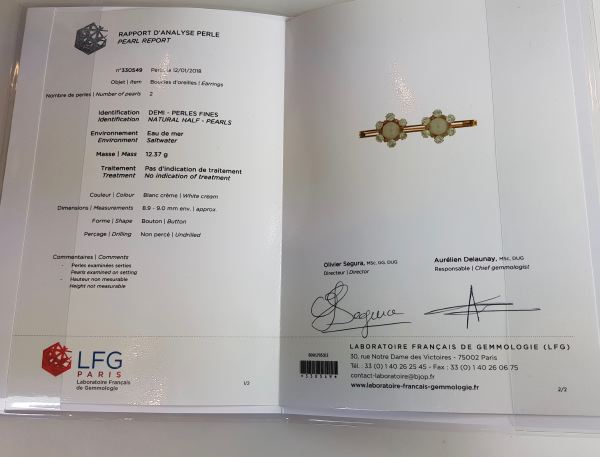 RAPPORT D'ANALYSE PERLE
PEARL REPORT
n°330549 Paris, le 12/01/2018
Objet | Item Boucles d'oreilles | Earrings
Nombre de perles | Number of pearls 2
Identification DEMI - PERLES FINES
Identification NATURAL HALF - PEARLS
Environnement Eau de mer
Environment Saltwater
Masse | Mass 12.37 g
Traitement Pas d'indication de traitement
Treatment No indication of treatment
Couleur | Colour Blanc crème | White cream
Dimensions | Measurements 8.9 - 9.0 mm env. | approx.
Forme | Shape Bouton | Button
Perçage | Drilling Non percé | Undrilled
Commentaires | Comments
- Perles examinées serties
Pearls examined on setting
- Hauteur non mesurable
Height not measurable
LFG
PARIS
Laboratoire Français
de Gemmologie
1/2
Olivier Segura, MSc, GG, DUG
Directeur | Director
Aurélien Delaunay, MSc, DUG
Responsable | Chief gemmologist
Segura
LABORATOIRE FRANÇAIS DE GEMMOLOGIE (LFG)
30, rue Notre Dame des Victoires - 75002 Paris
Tél. : 33 (0) 1 40 26 25 45 - Fax : 33 (0) 1 40 26 06 75
contact-laboratoire@bjop.fr
www.laboratoire-francais-gemmologie.fr
*330549*
2/2